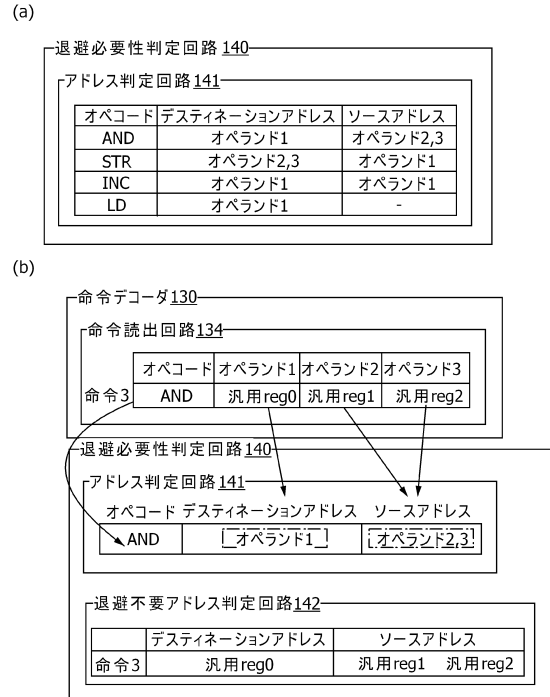 (a)
退避必要性判定回路140
アドレス判定回路141
オペコード デスティネーションアドレス ソースアドレス
AND オペランド1 オペランド2,3
STR オペランド2,3 オペランド1
INC オペランド1 オペランド1
LD オペランド1 -
(b)
命令デコーダ130
命令読出回路134
オペコード オペランド1 オペランド2 オペランド3
命令3 AND 汎用reg0 汎用reg1 汎用reg2
退避必要性判定回路140
アドレス判定回路141
オペコード デスティネーションアドレス ソースアドレス
AND オペランド1 オペランド2,3
退避不要アドレス判定回路142
デスティネーションアドレス ソースアドレス
命令3 汎用reg0 汎用reg1 汎用reg2